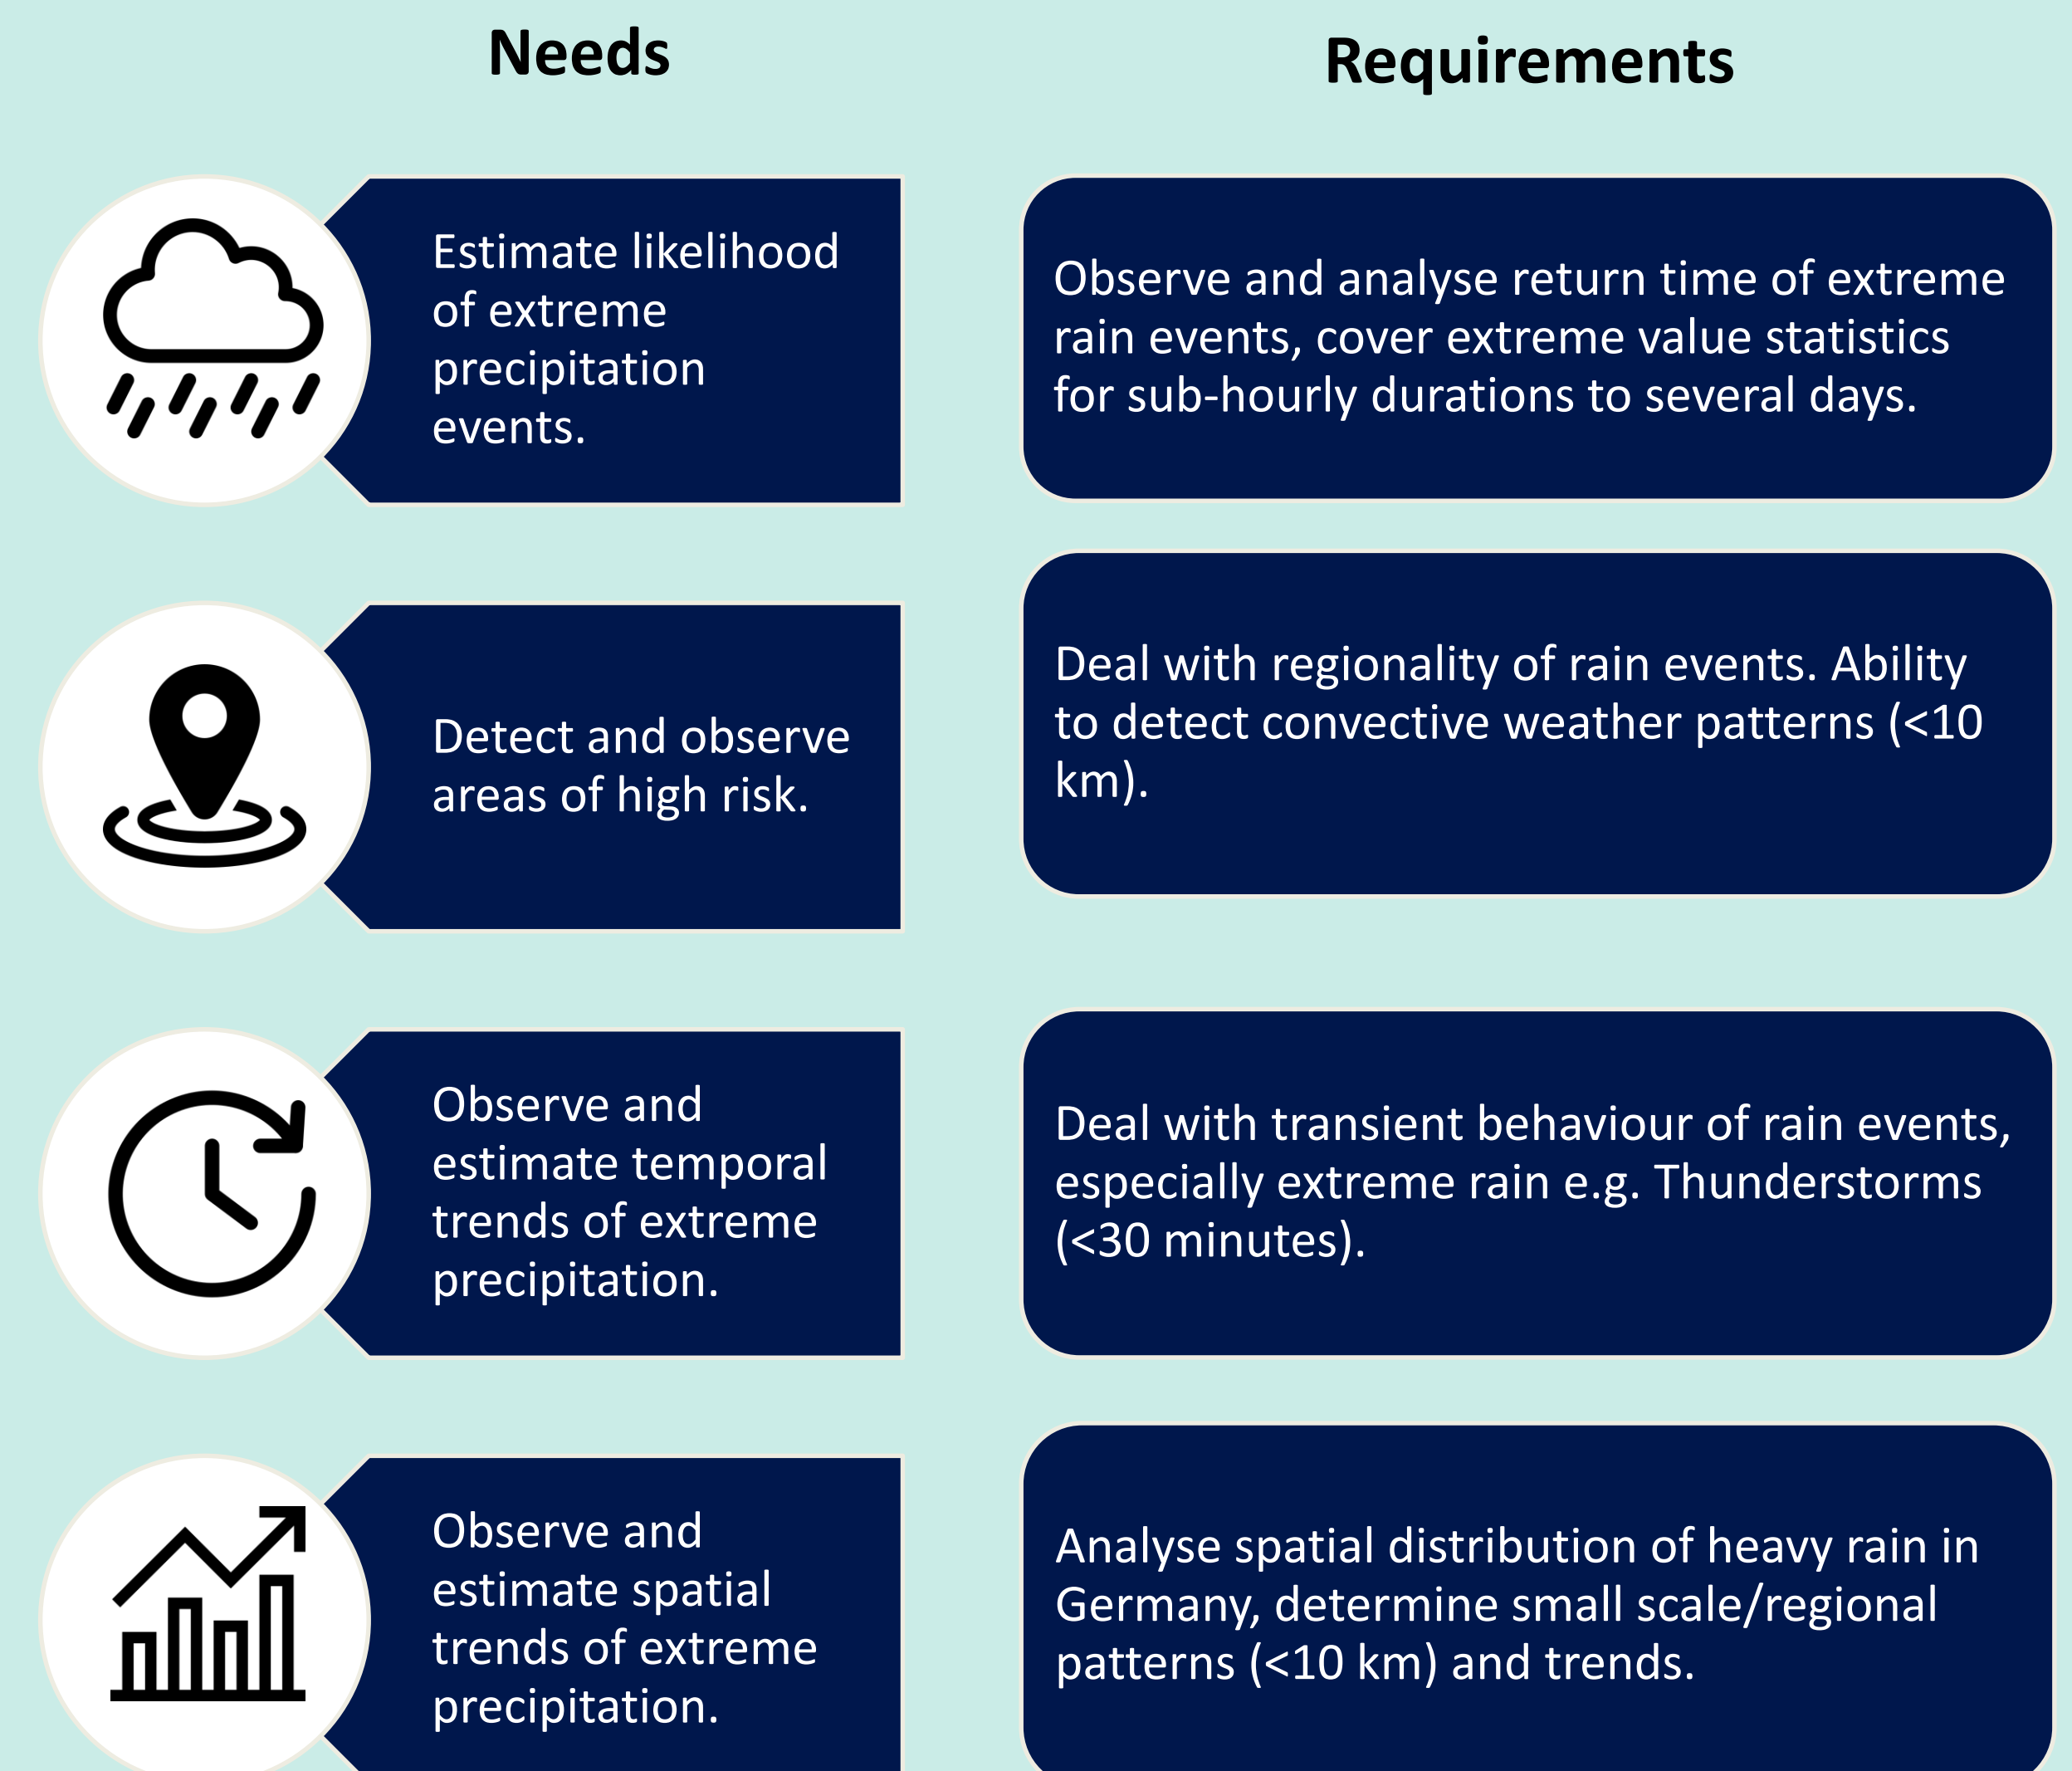 Needs
Requirements
Estimate likelihood
of extreme
precipitation
events.
Observe and analyse return time of extreme
rain events, cover extreme value statistics
for sub-hourly durations to several days.
Detect and observe
areas of high risk.
Deal with regionality of rain events. Ability
to detect convective weather patterns (<10
km).
Observe and
estimate temporal
trends of extreme
precipitation.
Deal with transient behaviour of rain events,
especially extreme rain e.g. Thunderstorms
(<30 minutes).
Observe and
estimate spatial
trends of extreme
precipitation.
Analyse spatial distribution of heavy rain in
Germany, determine small scale/regional
patterns (<10 km) and trends.